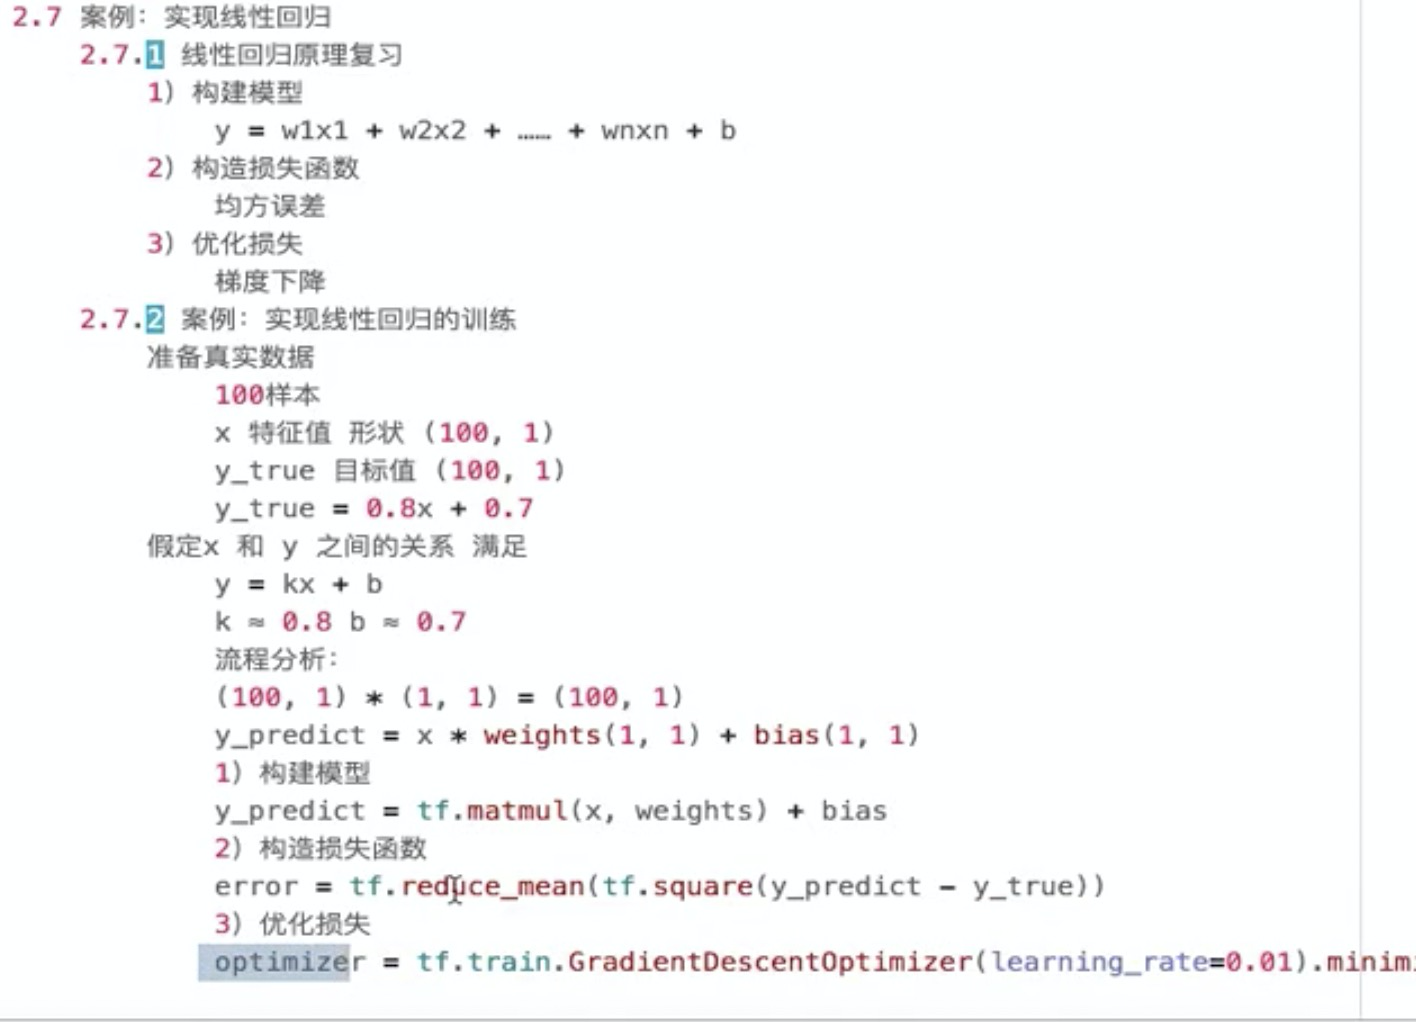 2.7 案例：实现线性回归
2.7.1 线性回归原理复习
1）构建模型
y = w1x1 + w2x2 + …… + wnxn + b
2）构造损失函数
均方误差
3）优化损失
梯度下降
2.7.2 案例：实现线性回归的训练
准备真实数据
100样本
x 特征值 形状 (100, 1)
y_true 目标值 (100, 1)
y_true = 0.8x + 0.7
假定x 和 y 之间的关系 满足
y = kx + b
k ≈ 0.8 b ≈ 0.7
流程分析：
(100, 1) * (1, 1) = (100, 1)
y_predict = x * weights(1, 1) + bias(1, 1)
1）构建模型
y_predict = tf.matmul(x, weights) + bias
2）构造损失函数
error = tf.reduce_mean(tf.square(y_predict - y_true))
3）优化损失
optimizer = tf.train.GradientDescentOptimizer(learning_rate=0.01).minim